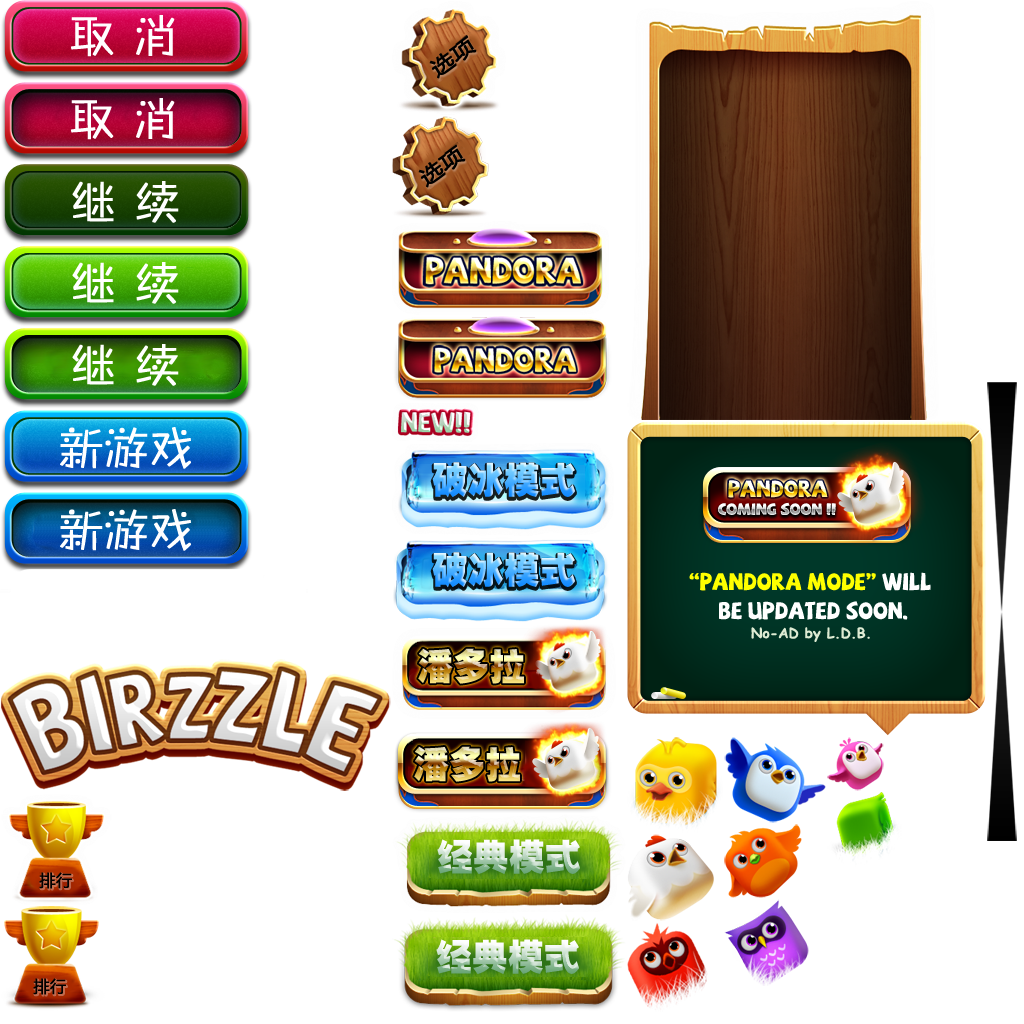 取 消
取 消
继 续
继 续
继 续
新游戏
新游戏
BIRZZLE
排行
排行
选项
选项
PANDORA
PANDORA
NEW!!
破冰模式
破冰模式
潘多拉
潘多拉
经典模式
经典模式
PANDORA
COMING SOON !!
“PANDORA MODE” WILL
BE UPDATED SOON.
No-AD by L.D.B.